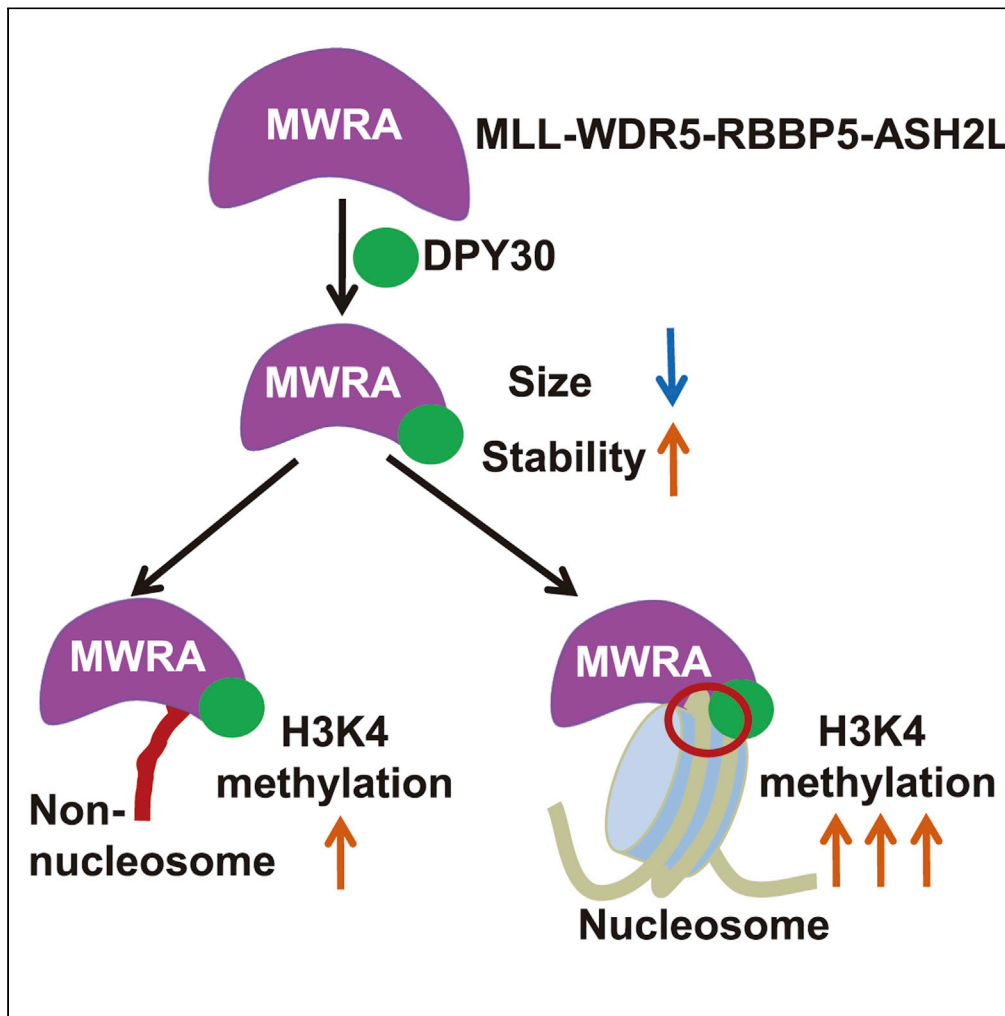 MWRA
MLL-WDR5-RBBP5-ASH2L
DPY30
MWRA
Size
Stability
MWRA
H3K4
methylation
Non-
nucleosome
MWRA
H3K4
methylation
Nucleosome